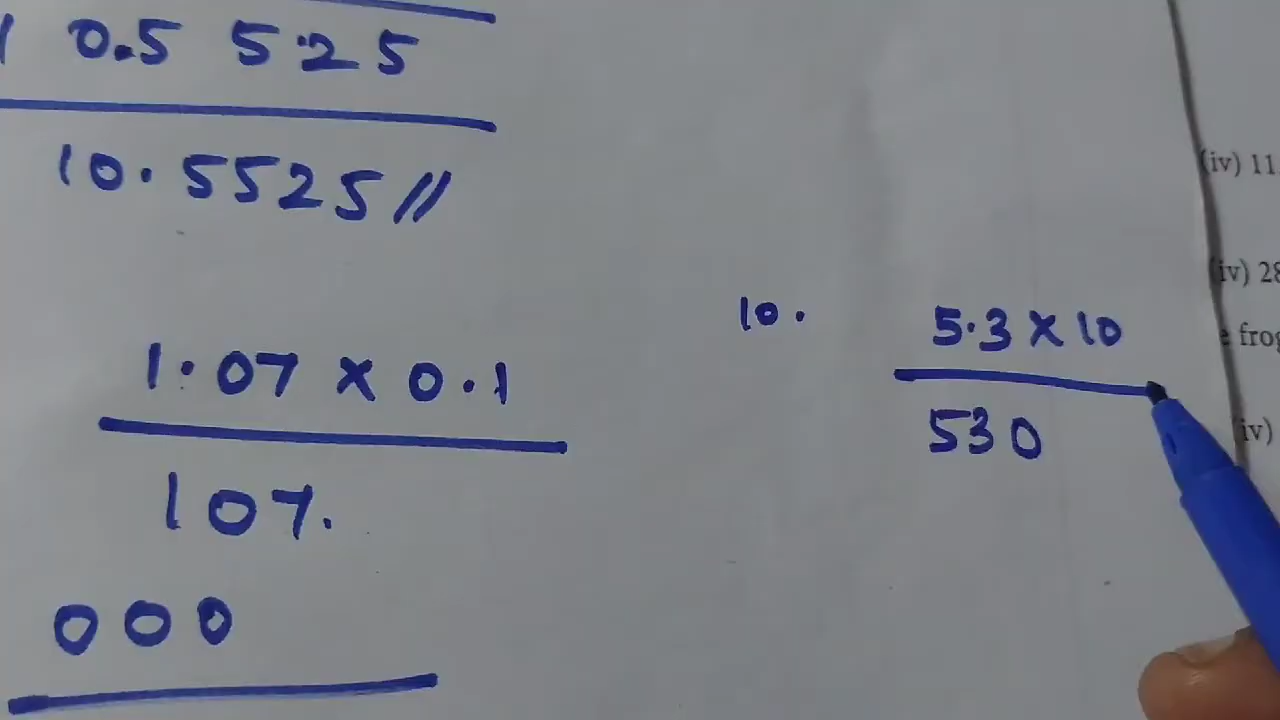 0.5 5.25
10.5525//
1.07 x 0.1
107.
000
10.
5.3 x 10
530
(iv) 11
(iv) 28
frog
(iv)